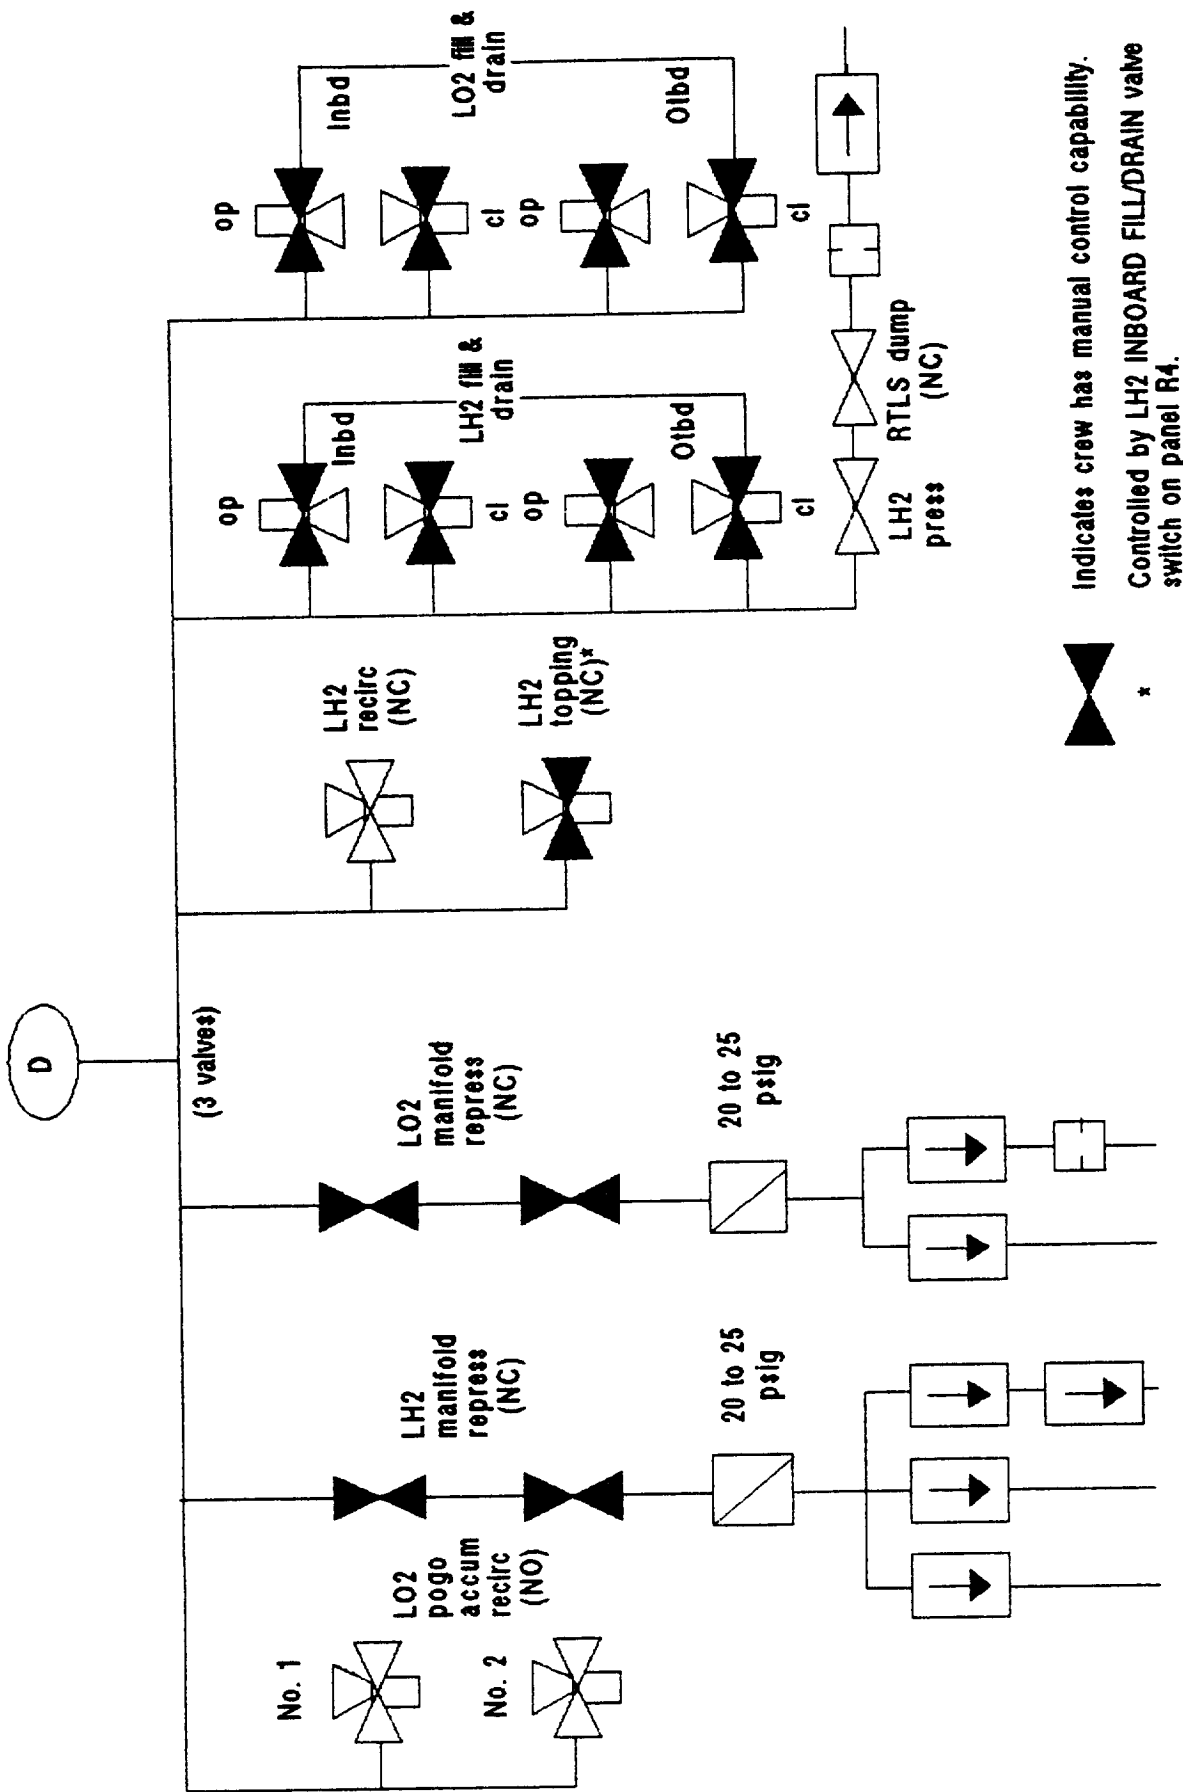 D
(3 valves)
No. 1
No. 2
LO2
pogo
accum
recirc
(NO)
LH2
manifold
repress
(NC)
20 to 25
psig
LO2
manifold
repress
(NC)
20 to 25
psig
LH2
recirc
(NC)
LH2
topping
(NC)*
op
Inbd
cl
LH2 fill &
drain
op
Otbd
cl
LH2
press
RTLS dump
(NC)
op
Inbd
cl
LO2 fill &
drain
op
Otbd
cl
Indicates crew has manual control capability.
* Controlled by LH2 INBOARD FILL/DRAIN valve
switch on panel R4.